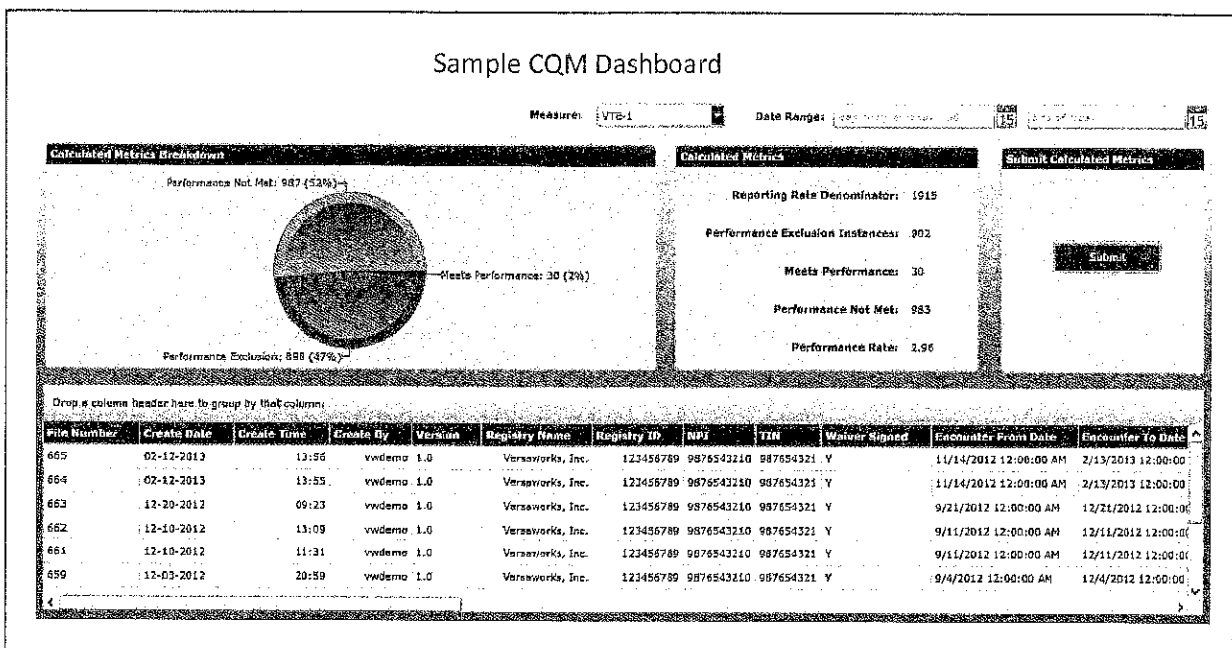 Sample CQM Dashboard
Measure: VTE-1 Date Range: 15 15
Calculated Metrics Breakdown
Performance Not Met: 987 (52%)
Meets Performance: 30 (2%)
Performance Exclusion: 898 (47%)
Calculated Metrics
Reporting Rate Denominator: 1915
Performance Exclusion Instances: 902
Meets Performance: 30
Performance Not Met: 983
Performance Rate: 2.96
Submit Calculated Metrics
Submit
Drop a column header here to group by that column:
File Number Create Date Create Time Create By Version Registry Name Registry ID NPI TIN Waiver Signed Encounter From Date Encounter To Date
665 02-12-2013 13:56 vwdemo 1.0 Versaworks, Inc. 123456789 9876543210 987654321 Y 11/14/2012 12:00:00 AM 2/13/2013 12:00:00
664 02-12-2013 13:55 vwdemo 1.0 Versaworks, Inc. 123456789 9876543210 987654321 Y 11/14/2012 12:00:00 AM 2/13/2013 12:00:00
663 12-20-2012 09:23 vwdemo 1.0 Versaworks, Inc. 123456789 9876543210 987654321 Y 9/21/2012 12:00:00 AM 12/21/2012 12:00:00
662 12-10-2012 13:09 vwdemo 1.0 Versaworks, Inc. 123456789 9876543210 987654321 Y 9/11/2012 12:00:00 AM 12/11/2012 12:00:00
661 12-10-2012 11:31 vwdemo 1.0 Versaworks, Inc. 123456789 9876543210 987654321 Y 9/11/2012 12:00:00 AM 12/11/2012 12:00:00
659 12-03-2012 20:59 vwdemo 1.0 Versaworks, Inc. 123456789 9876543210 987654321 Y 9/4/2012 12:00:00 AM 12/4/2012 12:00:00